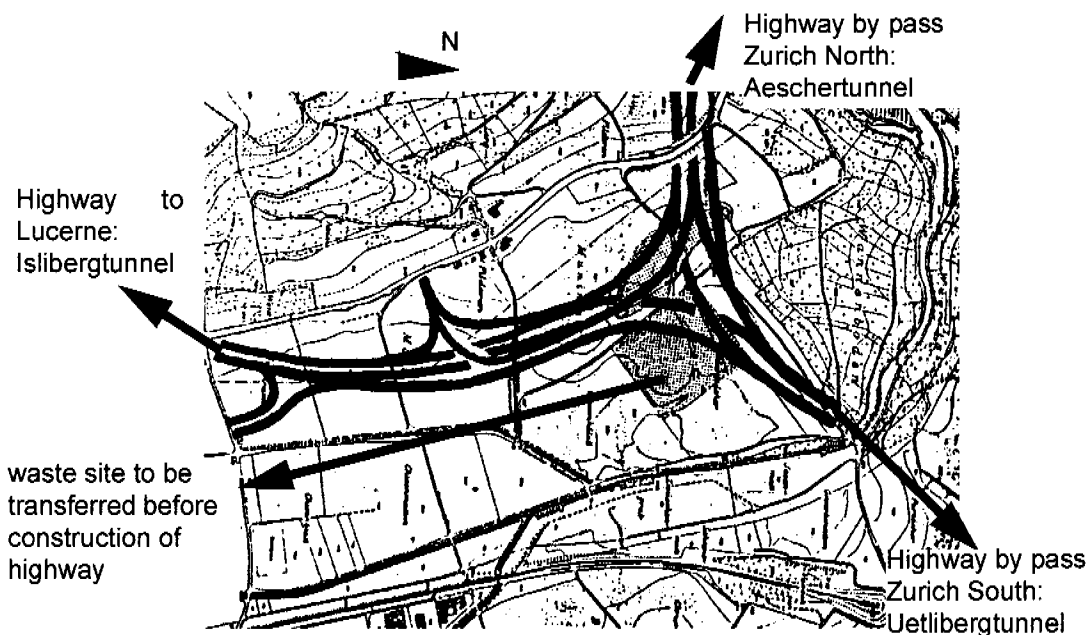 N
Highway by pass
Zurich North:
Aeschertunnel
Highway to
Lucerne:
Islibergtunnel
waste site to be
transferred before
construction of
highway
Highway by pass
Zurich South:
Uetlibergtunnel